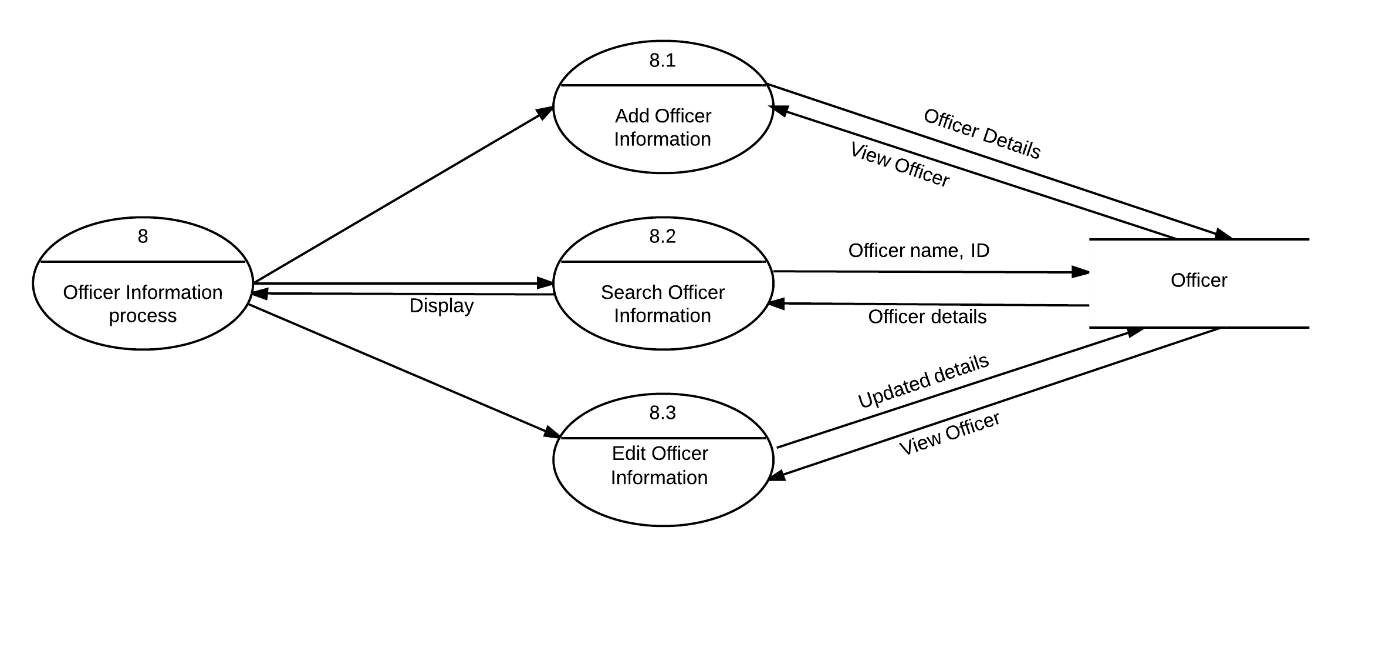 8.1
Add Officer
Information
Officer Details
View Officer
8
Officer Information
process
Display
8.2
Search Officer
Information
Officer name, ID
Officer details
Officer
Updated details
View Officer
8.3
Edit Officer
Information